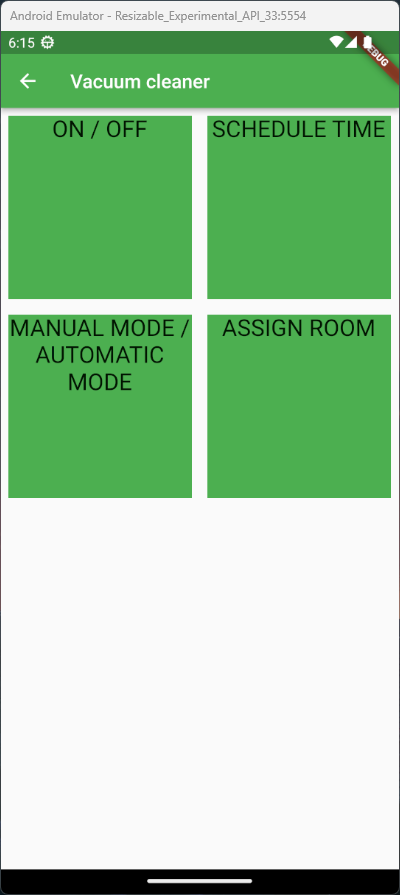 Android Emulator - Resizable_Experimental_API_33:5554
6:15
DEBUG
Vacuum cleaner
ON / OFF
SCHEDULE TIME
MANUAL MODE /
AUTOMATIC
MODE
ASSIGN ROOM